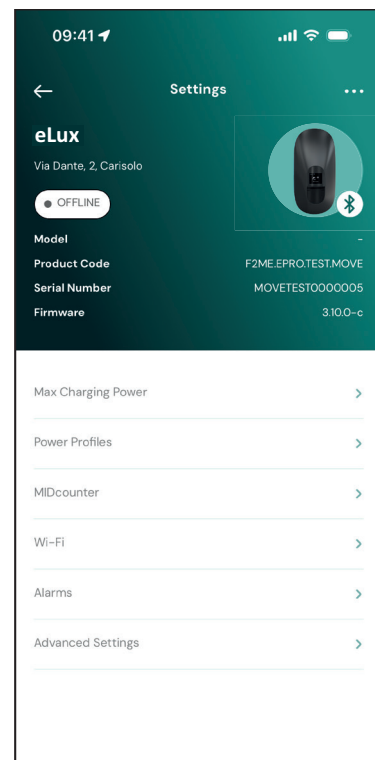 09:41
Settings
eLux
Via Dante, 2, Carisolo
OFFLINE
Model -
Product Code F2ME.EPRO.TEST.MOVE
Serial Number MOVETEST0000005
Firmware 3.10.0-c
Max Charging Power
Power Profiles
MIDcounter
Wi-Fi
Alarms
Advanced Settings